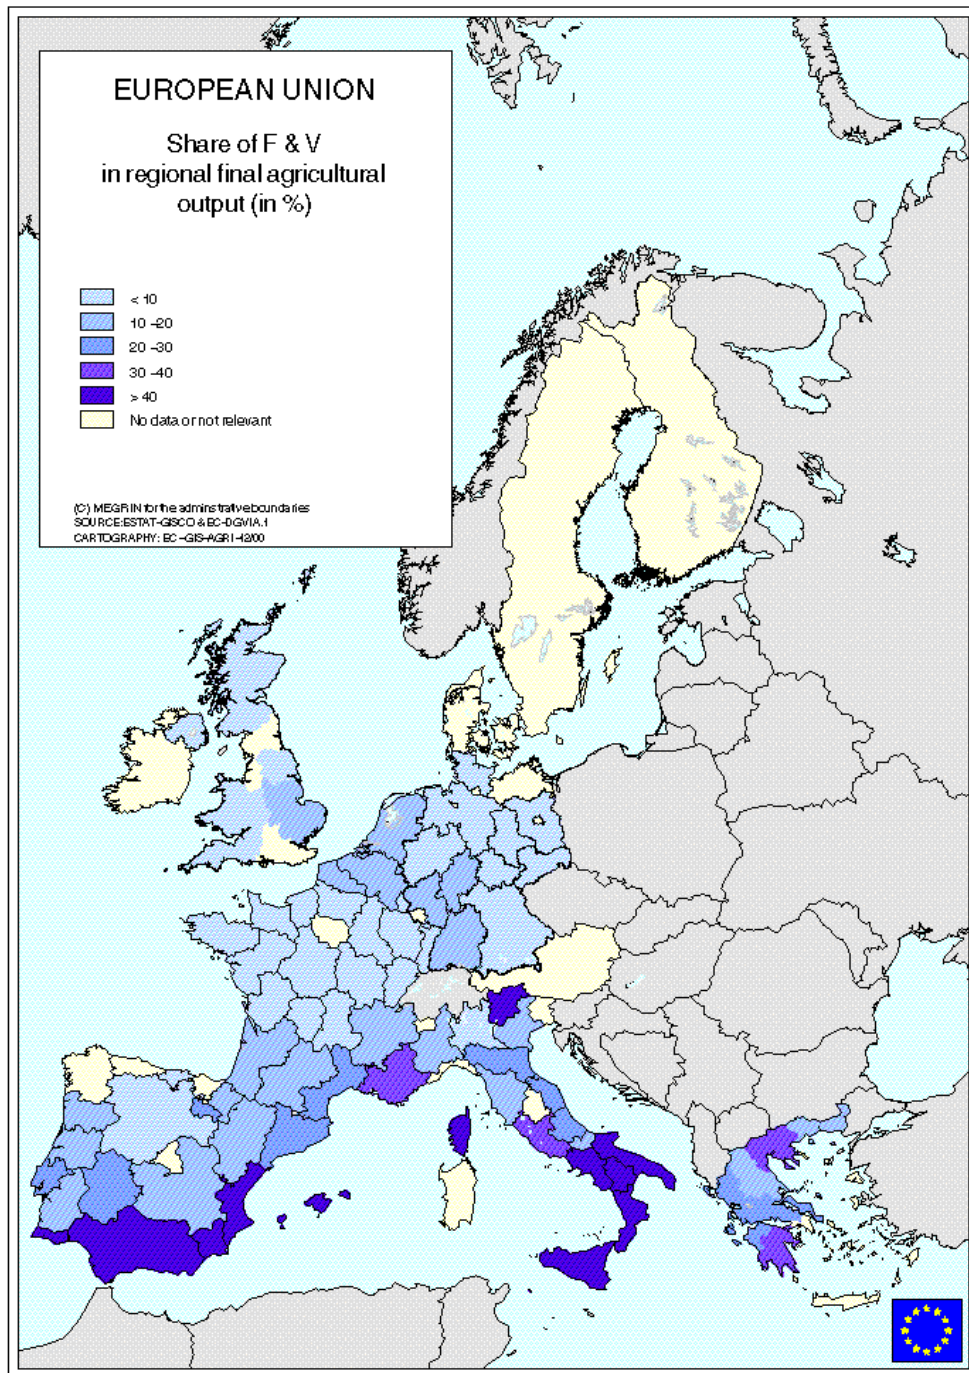 EUROPEAN UNION
Share of F & V
in regional final agricultural
output (in %)
< 10
10 -20
20 -30
30 -40
> 40
No data or not relevant
(C) MEGRIN for the adminstrative boundaries
SOURCE:ESTAT-GISCO & EC-DGVIA.1
CARTOGRAPHY: EC-GIS-AGRI-12/00